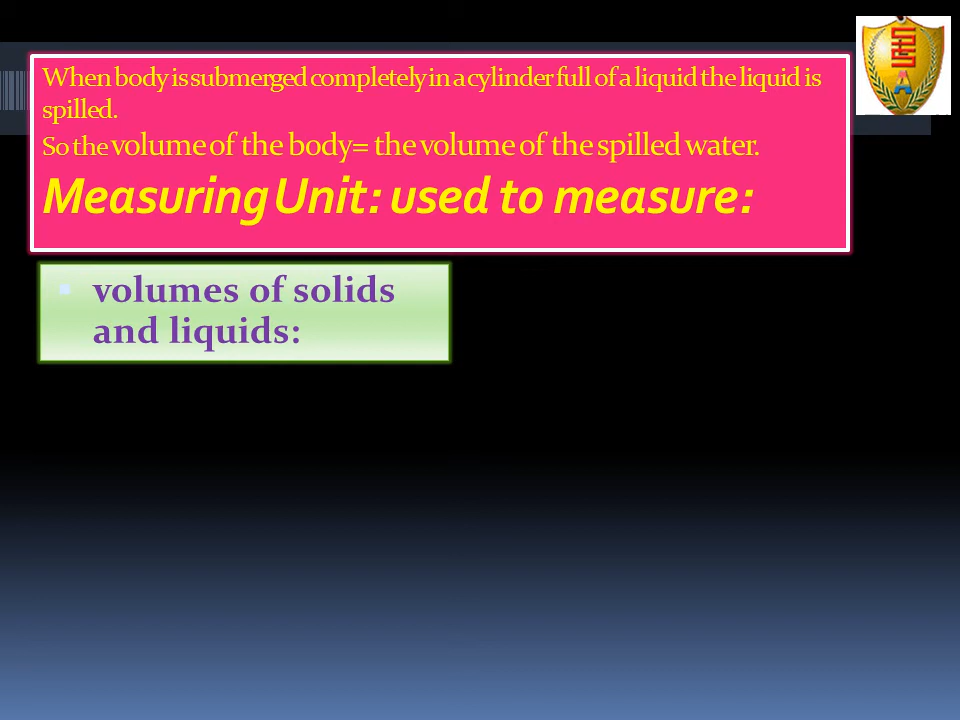 When body is submerged completely in a cylinder full of a liquid the liquid is
spilled.
So the volume of the body= the volume of the spilled water.
Measuring Unit: used to measure:
volumes of solids
and liquids: